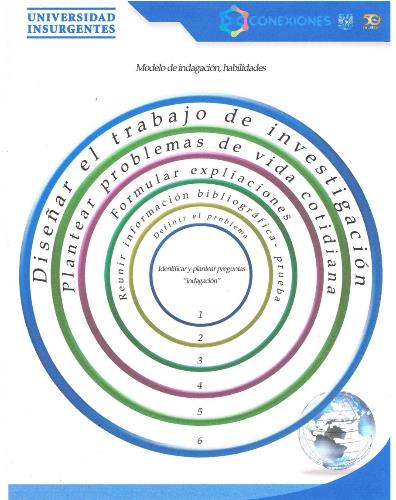 UNIVERSIDAD
INSURGENTES
CONEXIONES
Modelo de indagación, habilidades
Diseñar el trabajo de investigación
Plantear problemas de vida cotidiana
Formular expliaciones
Reunir información bibliográfica- prueba
Definir el problema
Identificar y plantear preguntas
"indagación"
1
2
3
4
5
6